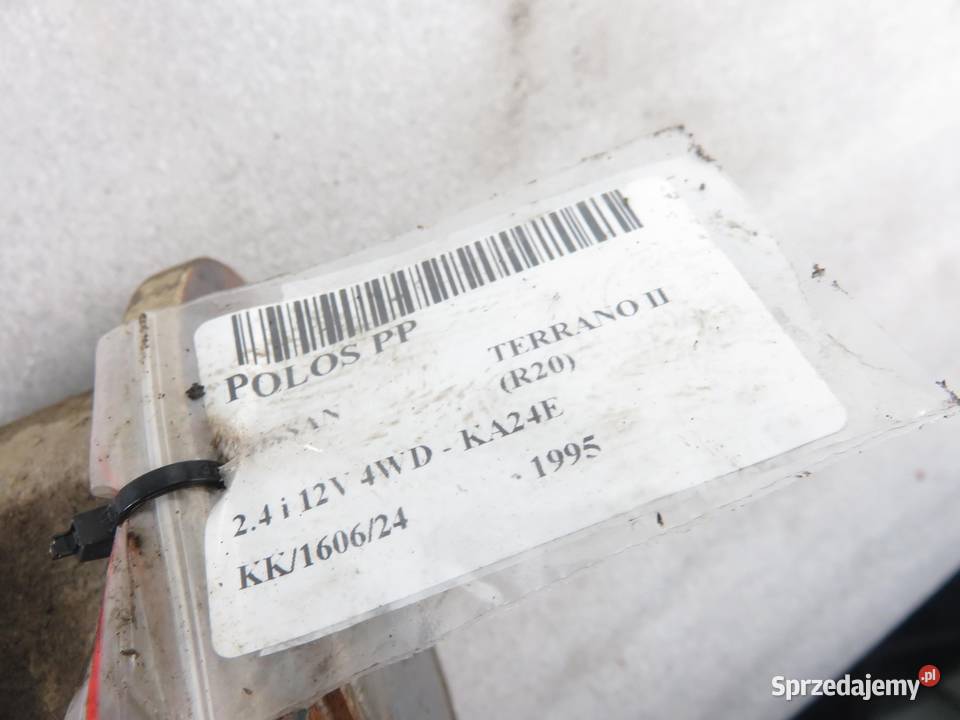 POLOS PP
TERRANO II
(R20)
2.4 i 12V 4WD - KA24E
KK/1606/24 - 1995
Sprzedajemy.pl